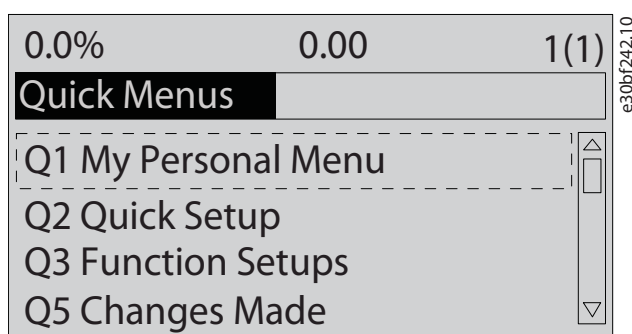 0.0% 0.00 1(1)
Quick Menus
Q1 My Personal Menu
Q2 Quick Setup
Q3 Function Setups
Q5 Changes Made
e30bf242.10